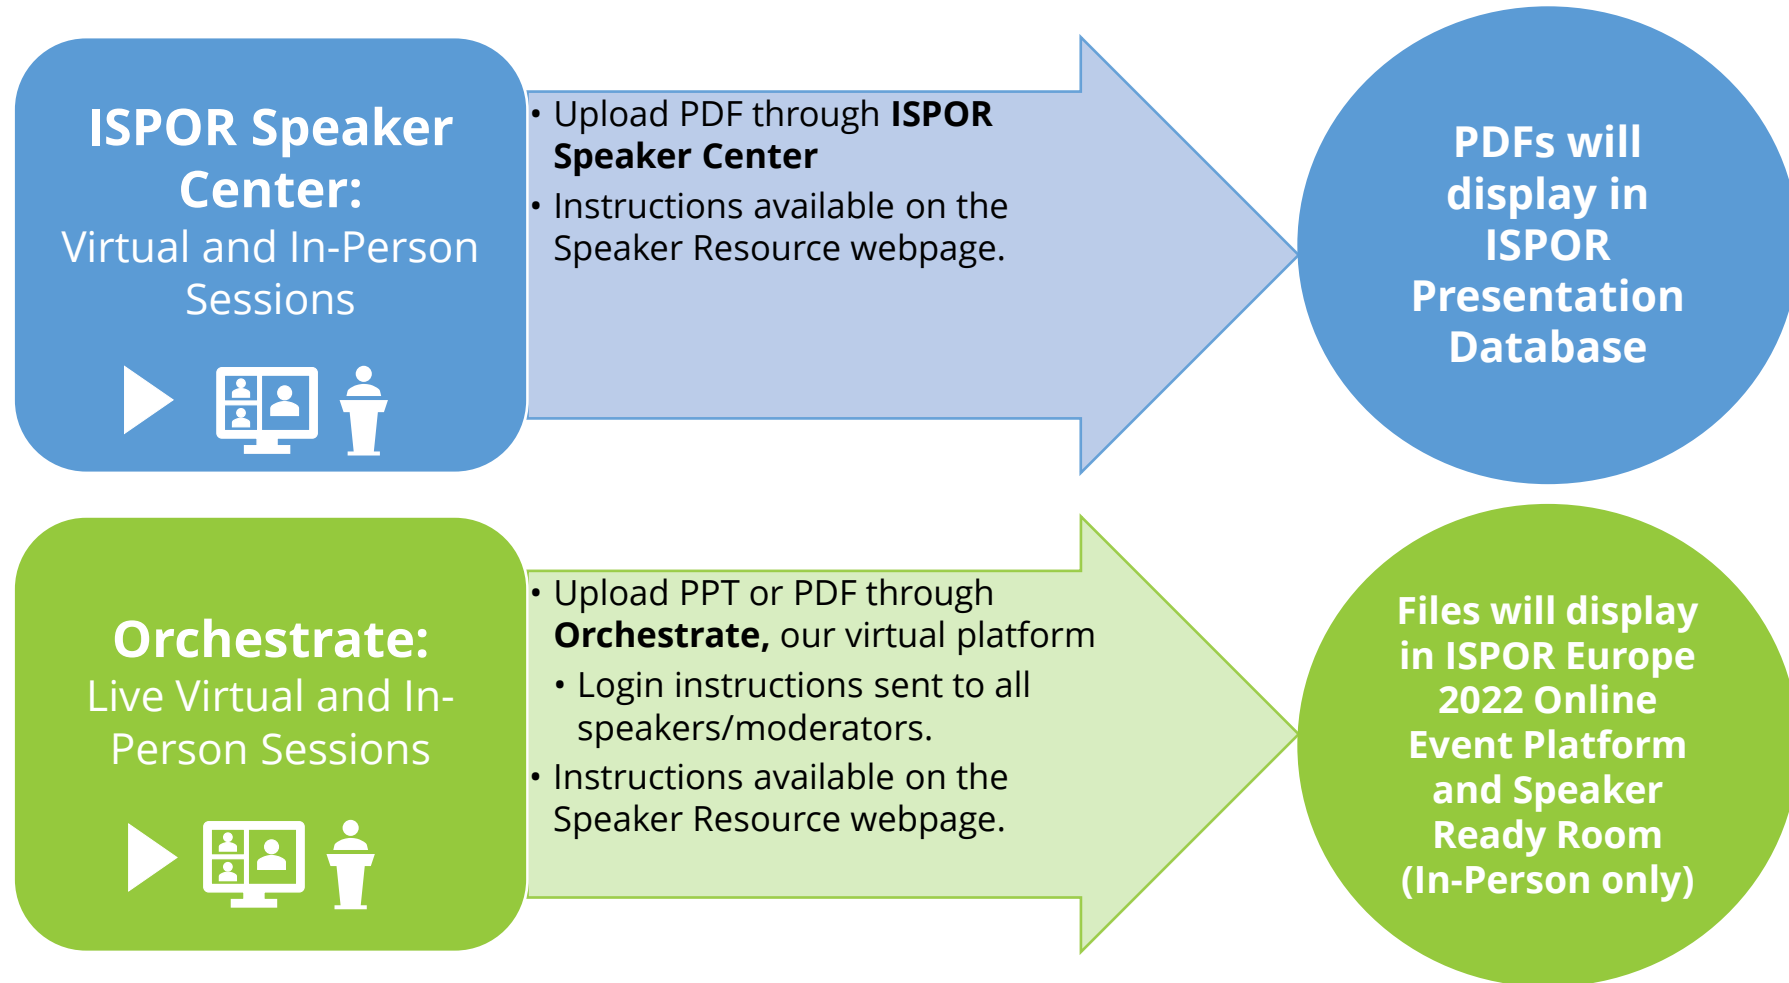 ISPOR Speaker
Center:
Virtual and In-Person
Sessions
• Upload PDF through ISPOR
Speaker Center
• Instructions available on the
Speaker Resource webpage.
PDFs will
display in
ISPOR
Presentation
Database
Orchestrate:
Live Virtual and In-
Person Sessions
• Upload PPT or PDF through
Orchestrate, our virtual platform
• Login instructions sent to all
speakers/moderators.
• Instructions available on the
Speaker Resource webpage.
Files will display
in ISPOR Europe
2022 Online
Event Platform
and Speaker
Ready Room
(In-Person only)